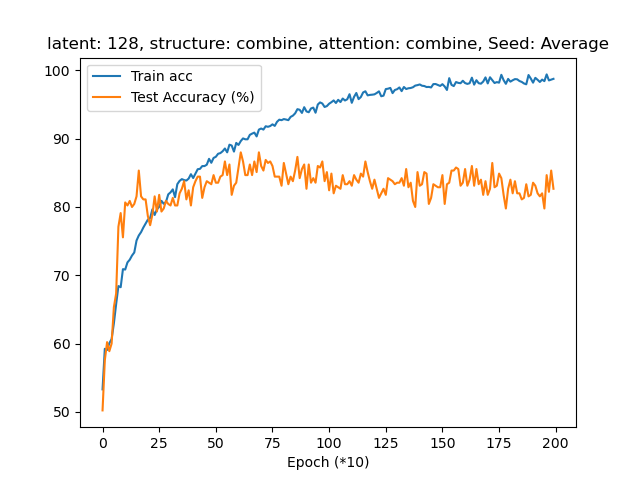 latent: 128, structure: combine, attention: combine, Seed: Average
Train acc
Test Accuracy (%)
100
90
80
70
60
50
0 25 50 75 100 125 150 175 200
Epoch (*10)